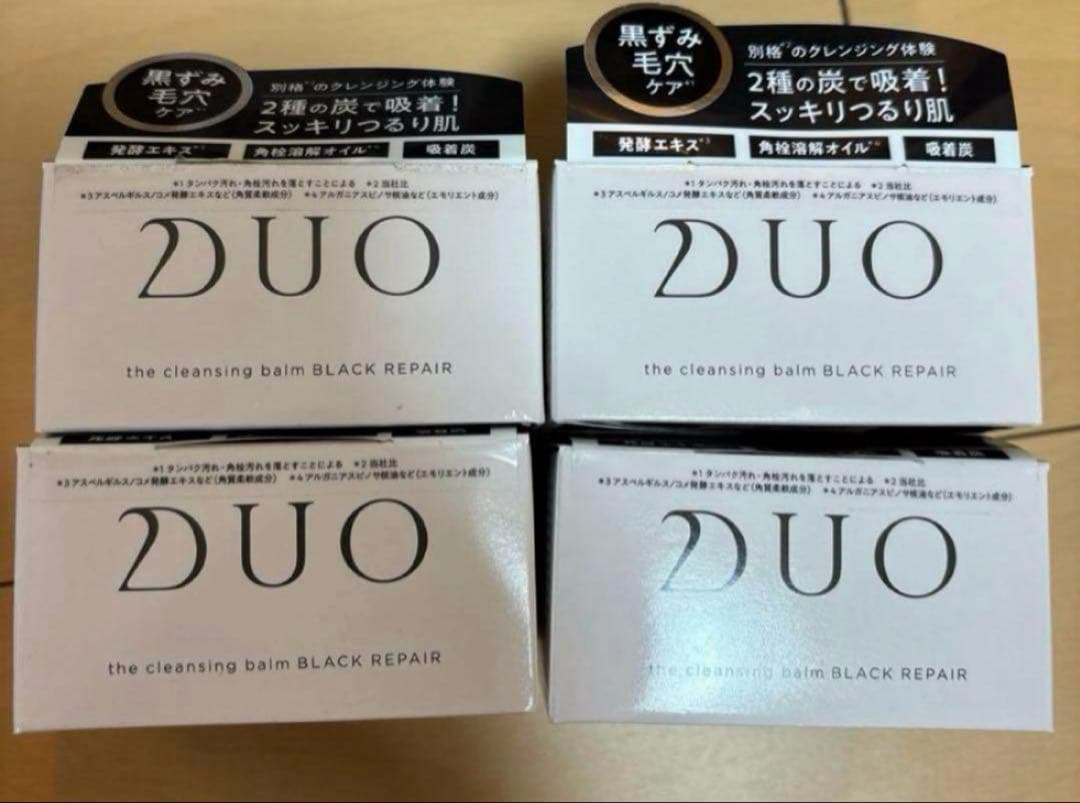 黒ずみ
毛穴
ケア*¹
別格*²のクレンジング体験
2種の炭で吸着!
スッキリつるり肌
発酵エキス*³
角栓溶解オイル*⁴
吸着炭
*1 タンパク汚れ・角栓汚れを落とすことによる *2 当社比
*3 アスペルギルス/コメ発酵エキスなど(角質柔軟成分) *4 アルガニアスピノサ核油など(エモリエント成分)
DUO
the cleansing balm BLACK REPAIR
黒ずみ
毛穴
ケア*¹
別格*²のクレンジング体験
2種の炭で吸着!
スッキリつるり肌
発酵エキス*³
角栓溶解オイル*⁴
吸着炭
*1 タンパク汚れ・角栓汚れを落とすことによる *2 当社比
*3 アスペルギルス/コメ発酵エキスなど(角質柔軟成分) *4 アルガニアスピノサ核油など(エモリエント成分)
DUO
the cleansing balm BLACK REPAIR
*1 タンパク汚れ・角栓汚れを落とすことによる *2 当社比
*3 アスペルギルス/コメ発酵エキスなど(角質柔軟成分) *4 アルガニアスピノサ核油など(エモリエント成分)
DUO
the cleansing balm BLACK REPAIR
*1 タンパク汚れ・角栓汚れを落とすことによる *2 当社比
*3 アスペルギルス/コメ発酵エキスなど(角質柔軟成分) *4 アルガニアスピノサ核油など(エモリエント成分)
DUO
the cleansing balm BLACK REPAIR